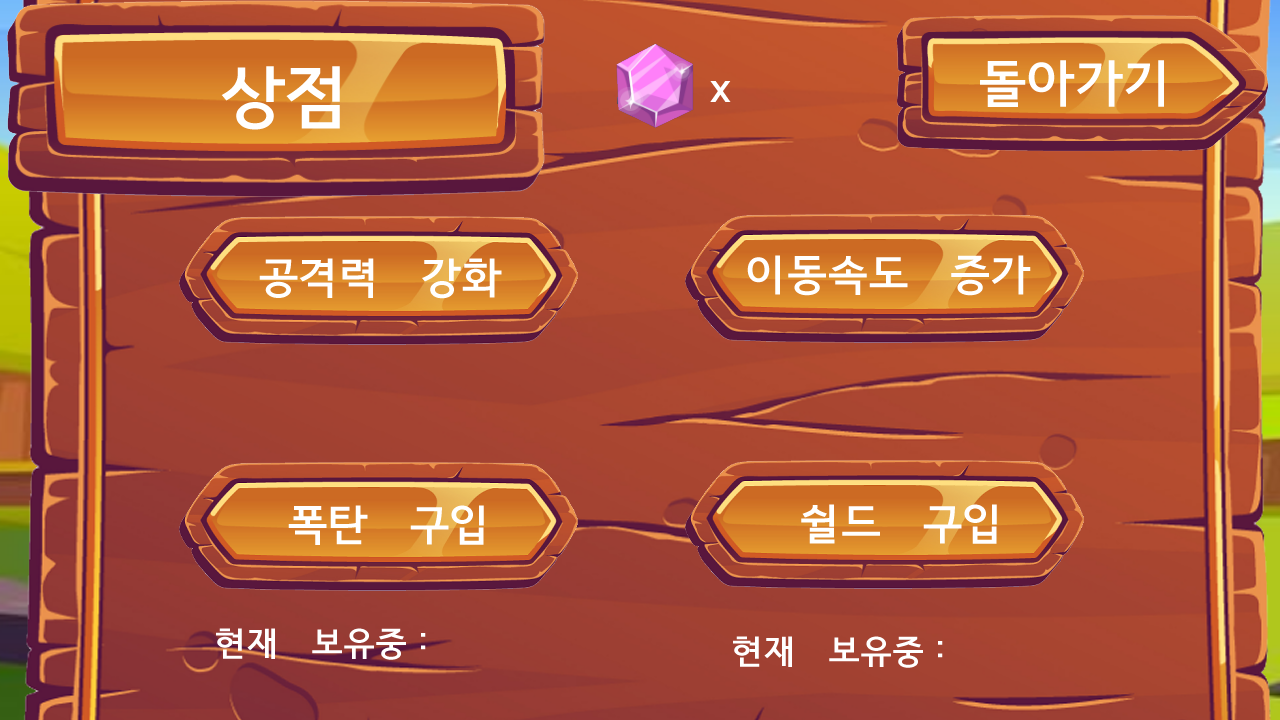 상점
x
돌아가기
공격력 강화
이동속도 증가
폭탄 구입
쉴드 구입
현재 보유중 :
현재 보유중 :